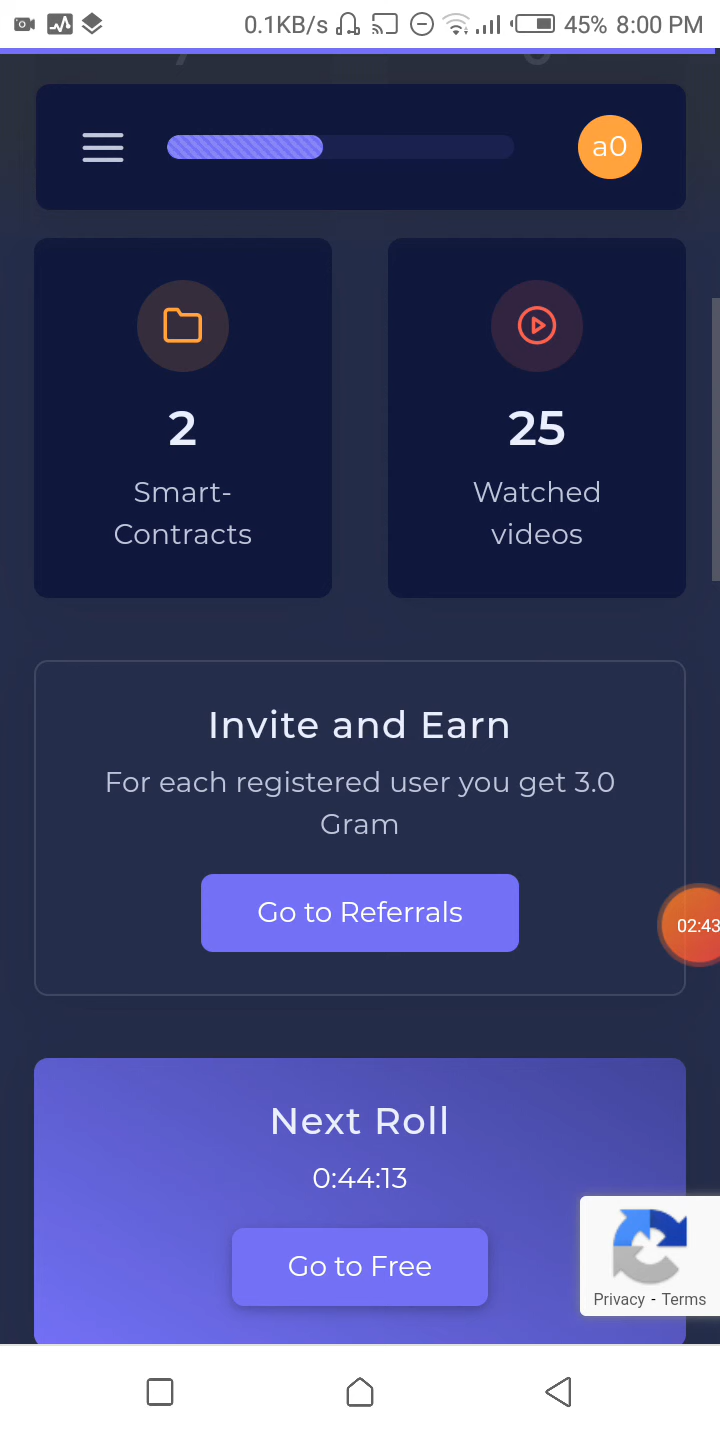 0.1KB/s 45% 8:00 PM
a0
2
Smart-
Contracts
25
Watched
videos
Invite and Earn
For each registered user you get 3.0
Gram
Go to Referrals
02:43
Next Roll
0:44:13
Go to Free
Privacy - Terms